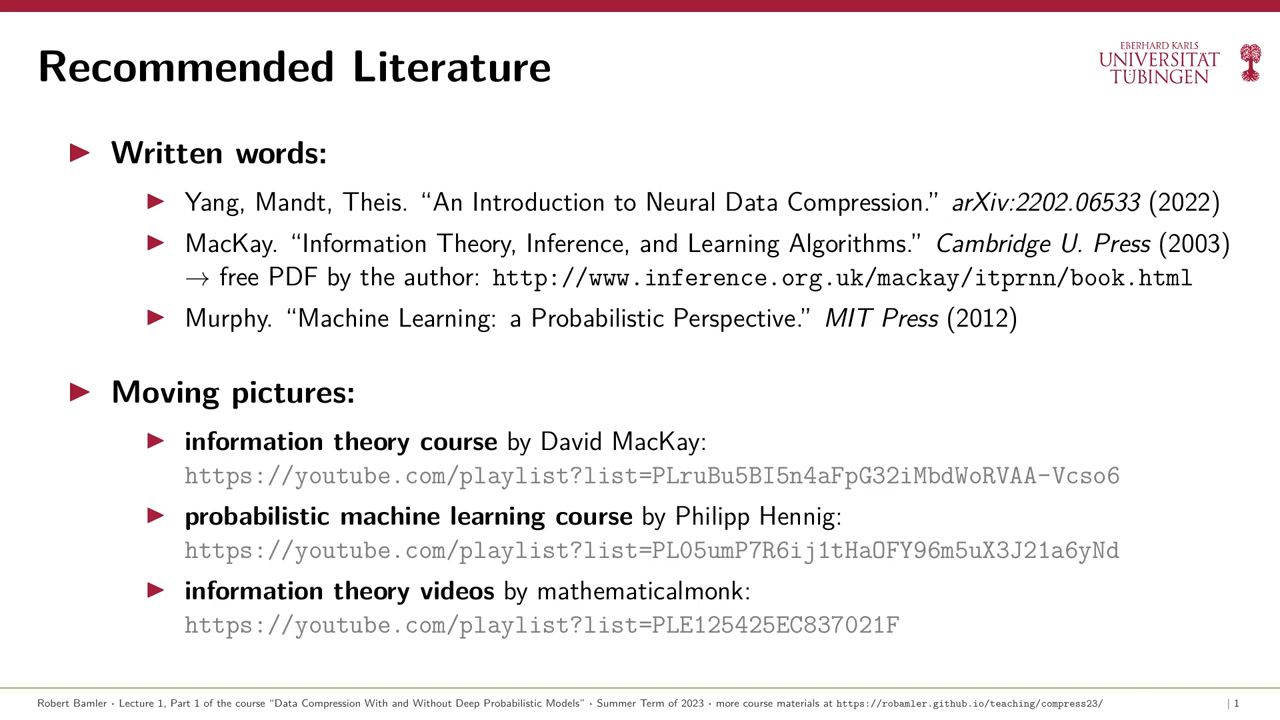 Recommended Literature
EBERHARD KARLS
UNIVERSITÄT
TÜBINGEN
Written words:
Yang, Mandt, Theis. “An Introduction to Neural Data Compression.” arXiv:2202.06533 (2022)
MacKay. “Information Theory, Inference, and Learning Algorithms.” Cambridge U. Press (2003)
→ free PDF by the author: http://www.inference.org.uk/mackay/itprnn/book.html
Murphy. “Machine Learning: a Probabilistic Perspective.” MIT Press (2012)
Moving pictures:
information theory course by David MacKay:
https://youtube.com/playlist?list=PLruBu5BI5n4aFpG32iMbdWoRVAA-Vcso6
probabilistic machine learning course by Philipp Hennig:
https://youtube.com/playlist?list=PL05umP7R6ij1tHaOFY96m5uX3J21a6yNd
information theory videos by mathematicalmonk:
https://youtube.com/playlist?list=PLE125425EC837021F
Robert Bamler · Lecture 1, Part 1 of the course “Data Compression With and Without Deep Probabilistic Models” · Summer Term of 2023 · more course materials at https://robamler.github.io/teaching/compress23/
| 1